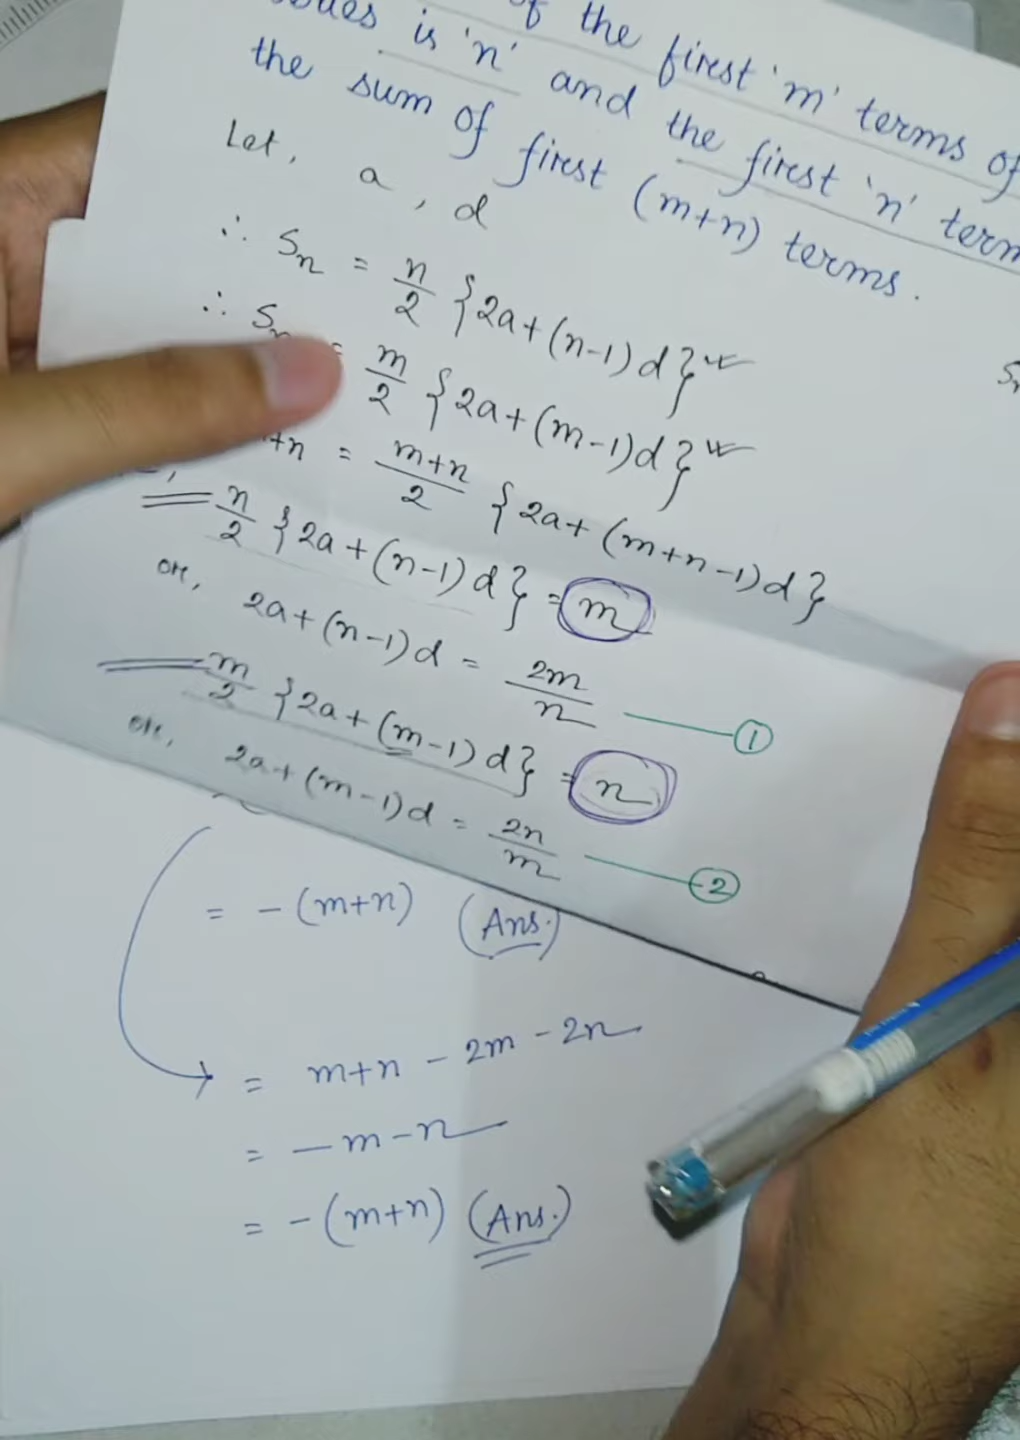 of the first 'm' terms of
is 'n' and the first 'n' term
the sum of first (m+n) terms.
Let, a, d
∴ Sn = n/2 {2a+(n-1)d}
∴ S = m/2 {2a+(m-1)d}
+n = m+n/2 {2a+(m+n-1)d}
n/2 {2a+(n-1)d} = m
or, 2a+(n-1)d = 2m/n — 1
m/2 {2a+(m-1)d} = n
or, 2a+(m-1)d = 2n/m — 2
= -(m+n) (Ans.)
= m+n - 2m - 2n
= -m-n
= -(m+n) (Ans.)